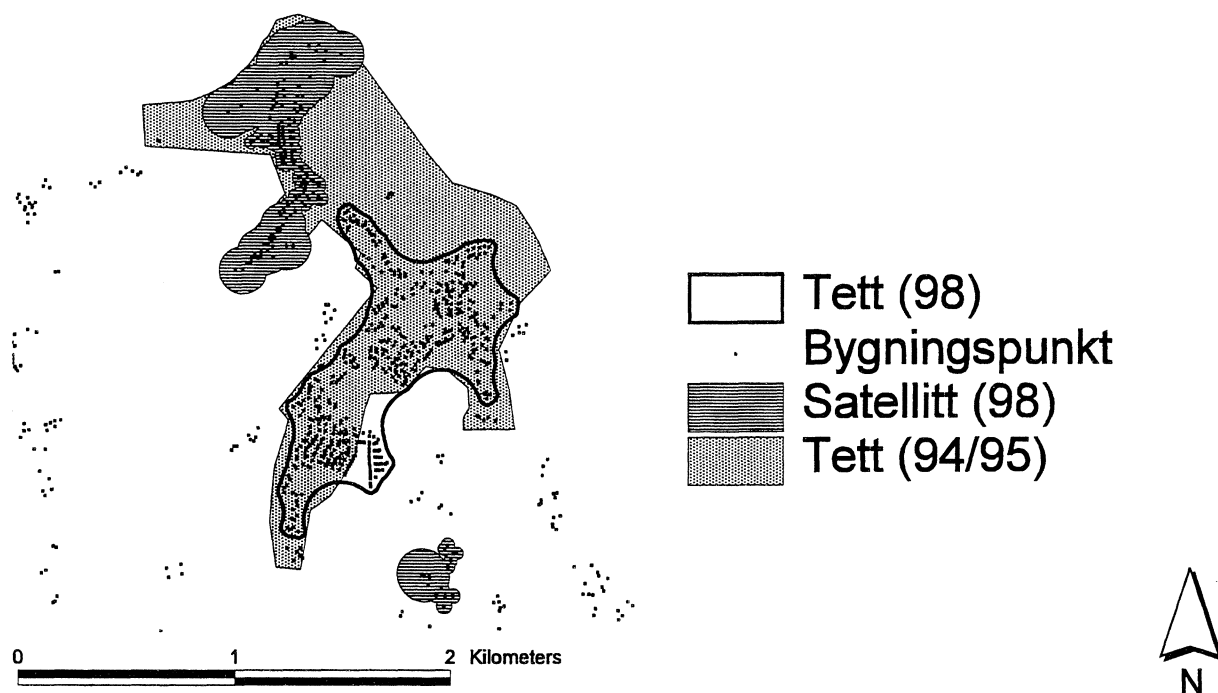 Tett (98)
Bygningspunkt
Satellitt (98)
Tett (94/95)
0 1 2 Kilometers
N